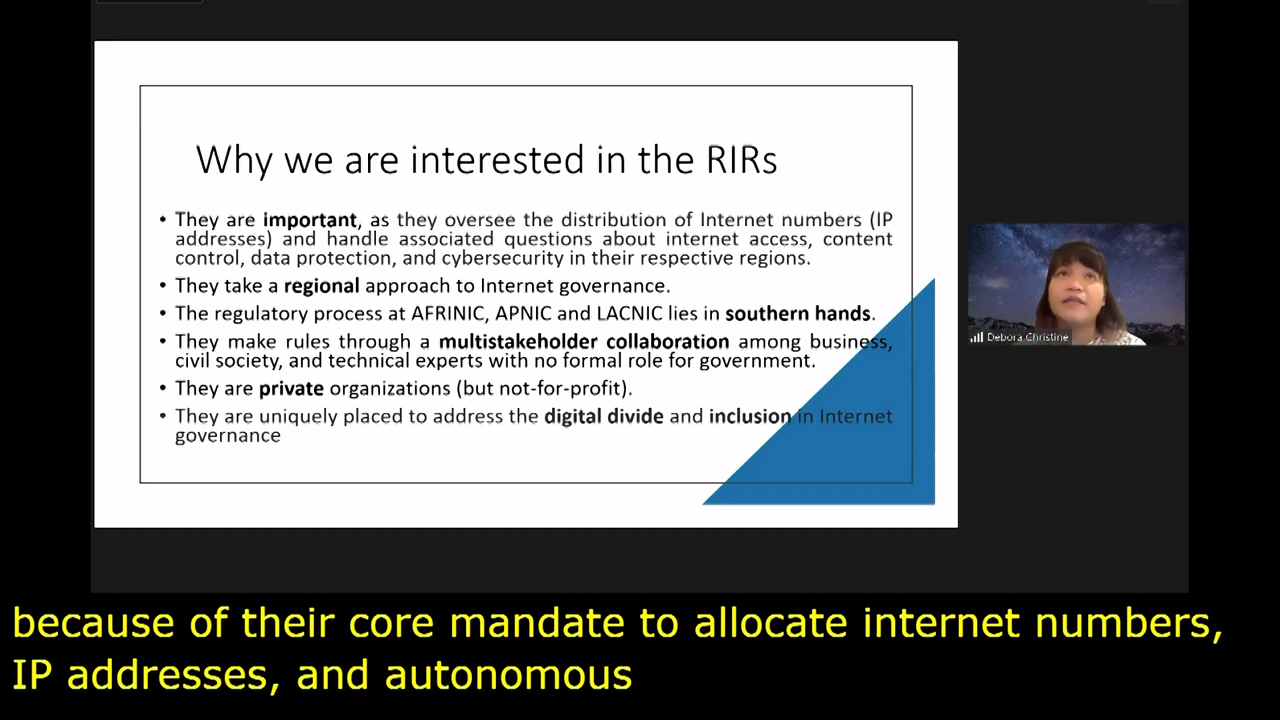 Why we are interested in the RIRs
• They are important, as they oversee the distribution of Internet numbers (IP
addresses) and handle associated questions about internet access, content
control, data protection, and cybersecurity in their respective regions.
• They take a regional approach to Internet governance.
• The regulatory process at AFRINIC, APNIC and LACNIC lies in southern hands.
• They make rules through a multistakeholder collaboration among business,
civil society, and technical experts with no formal role for government.
• They are private organizations (but not-for-profit).
• They are uniquely placed to address the digital divide and inclusion in Internet
governance
Debora Christine
because of their core mandate to allocate internet numbers,
IP addresses, and autonomous